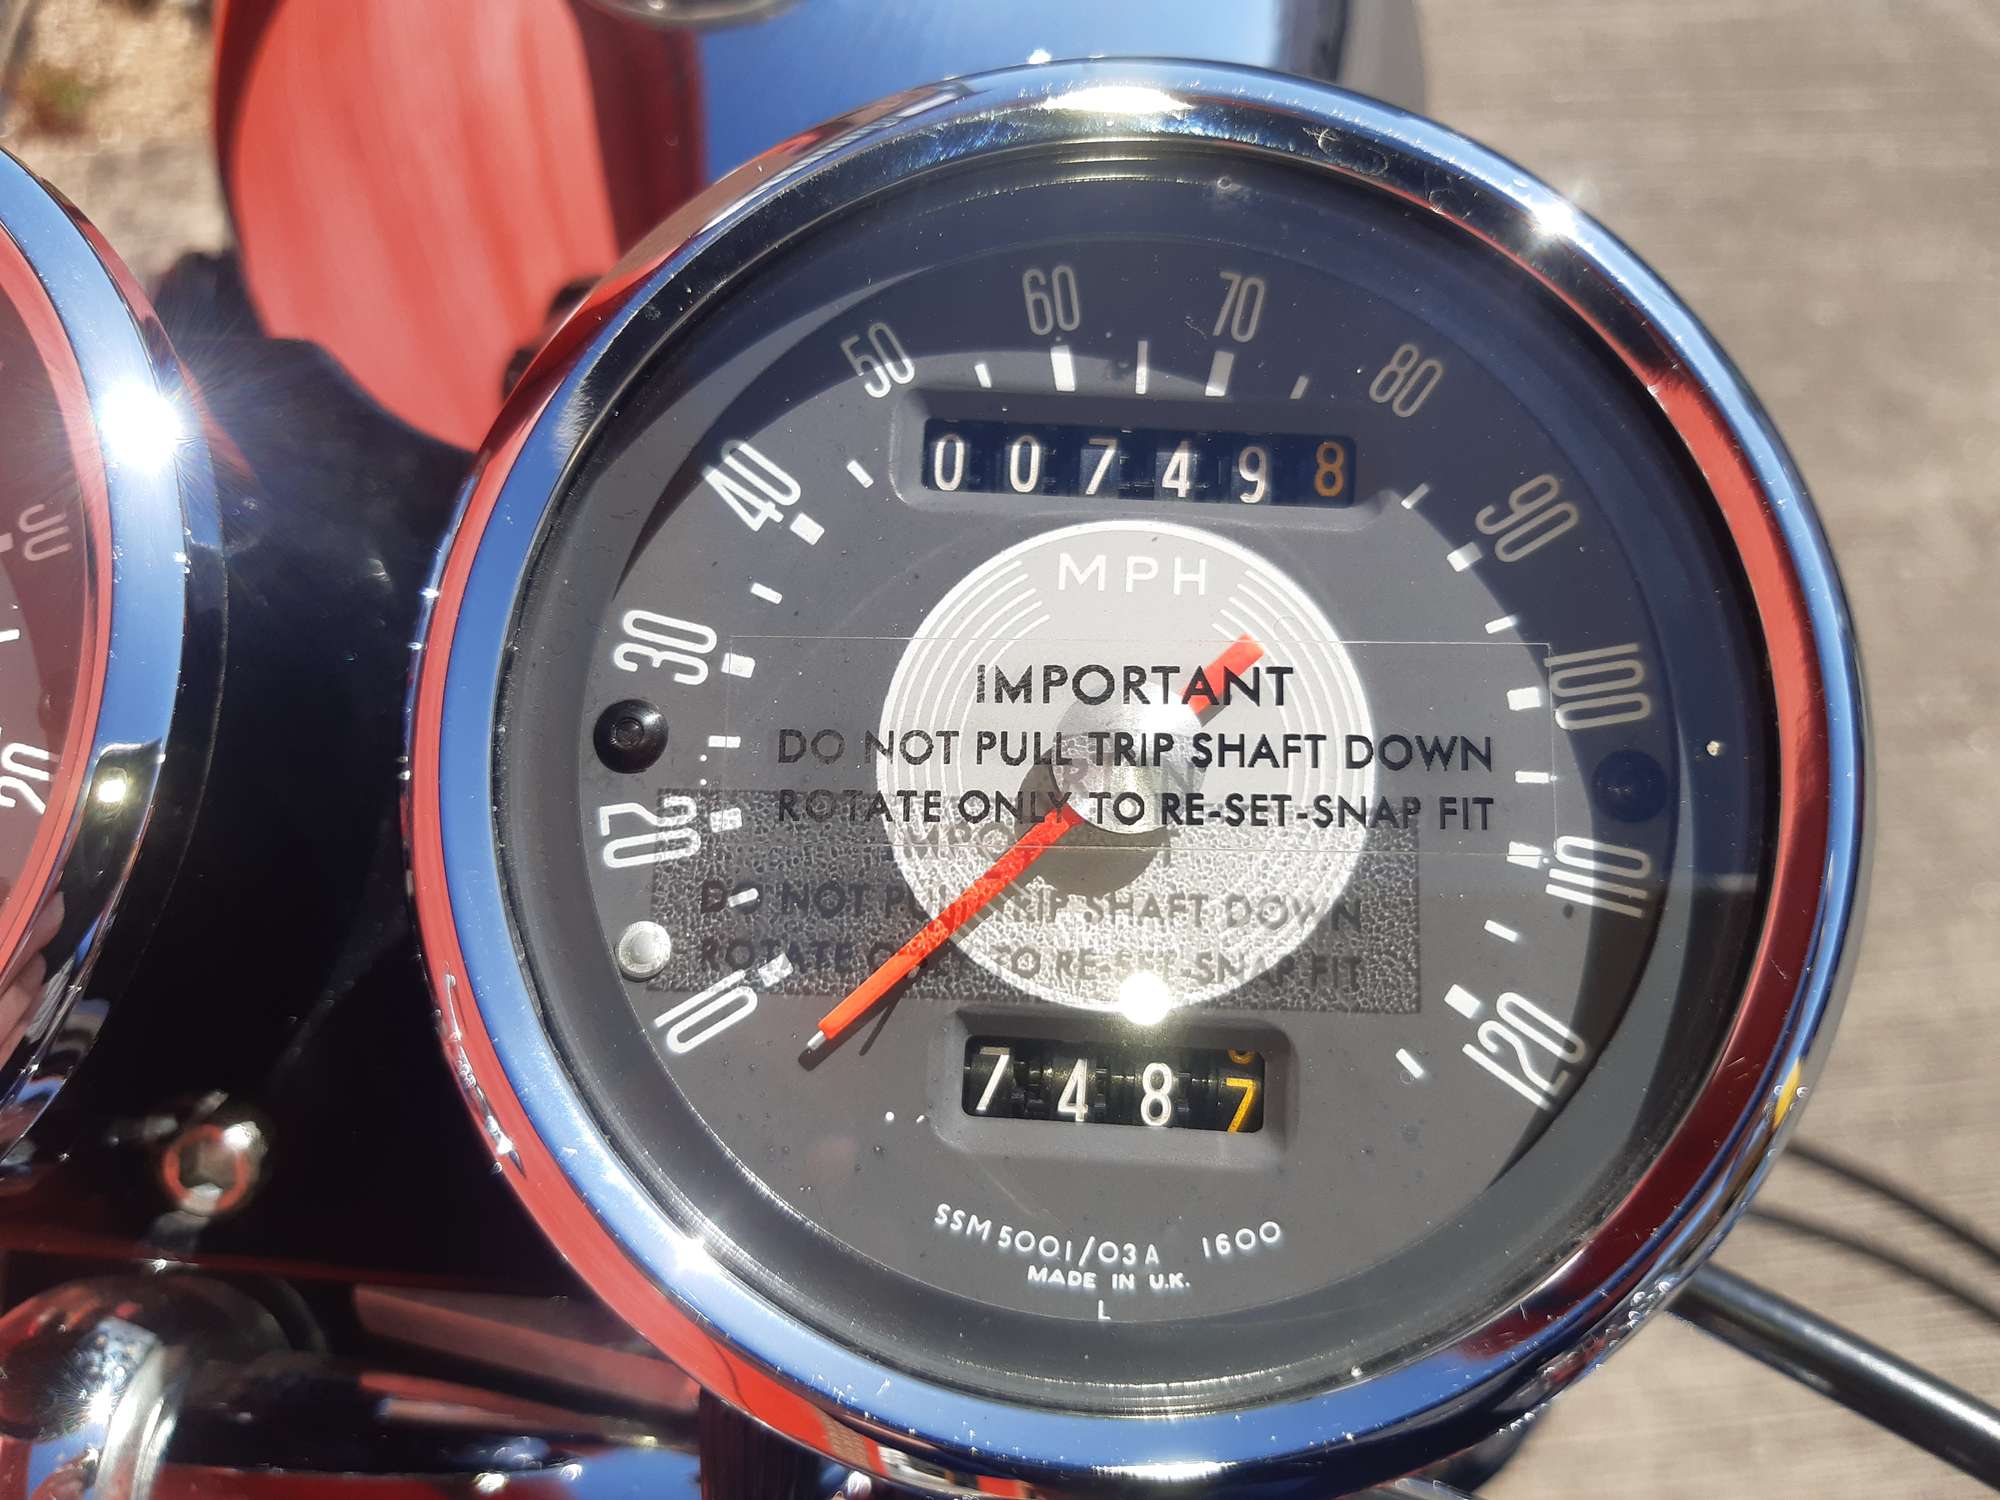 60 70
50 80
007498
40 90
MPH
30 100
IMPORTANT
DO NOT PULL TRIP SHAFT DOWN
ROTATE ONLY TO RE-SET-SNAP FIT
20 110
20
10 120
7487
SSM 5001/03A 1600
MADE IN U.K.
L